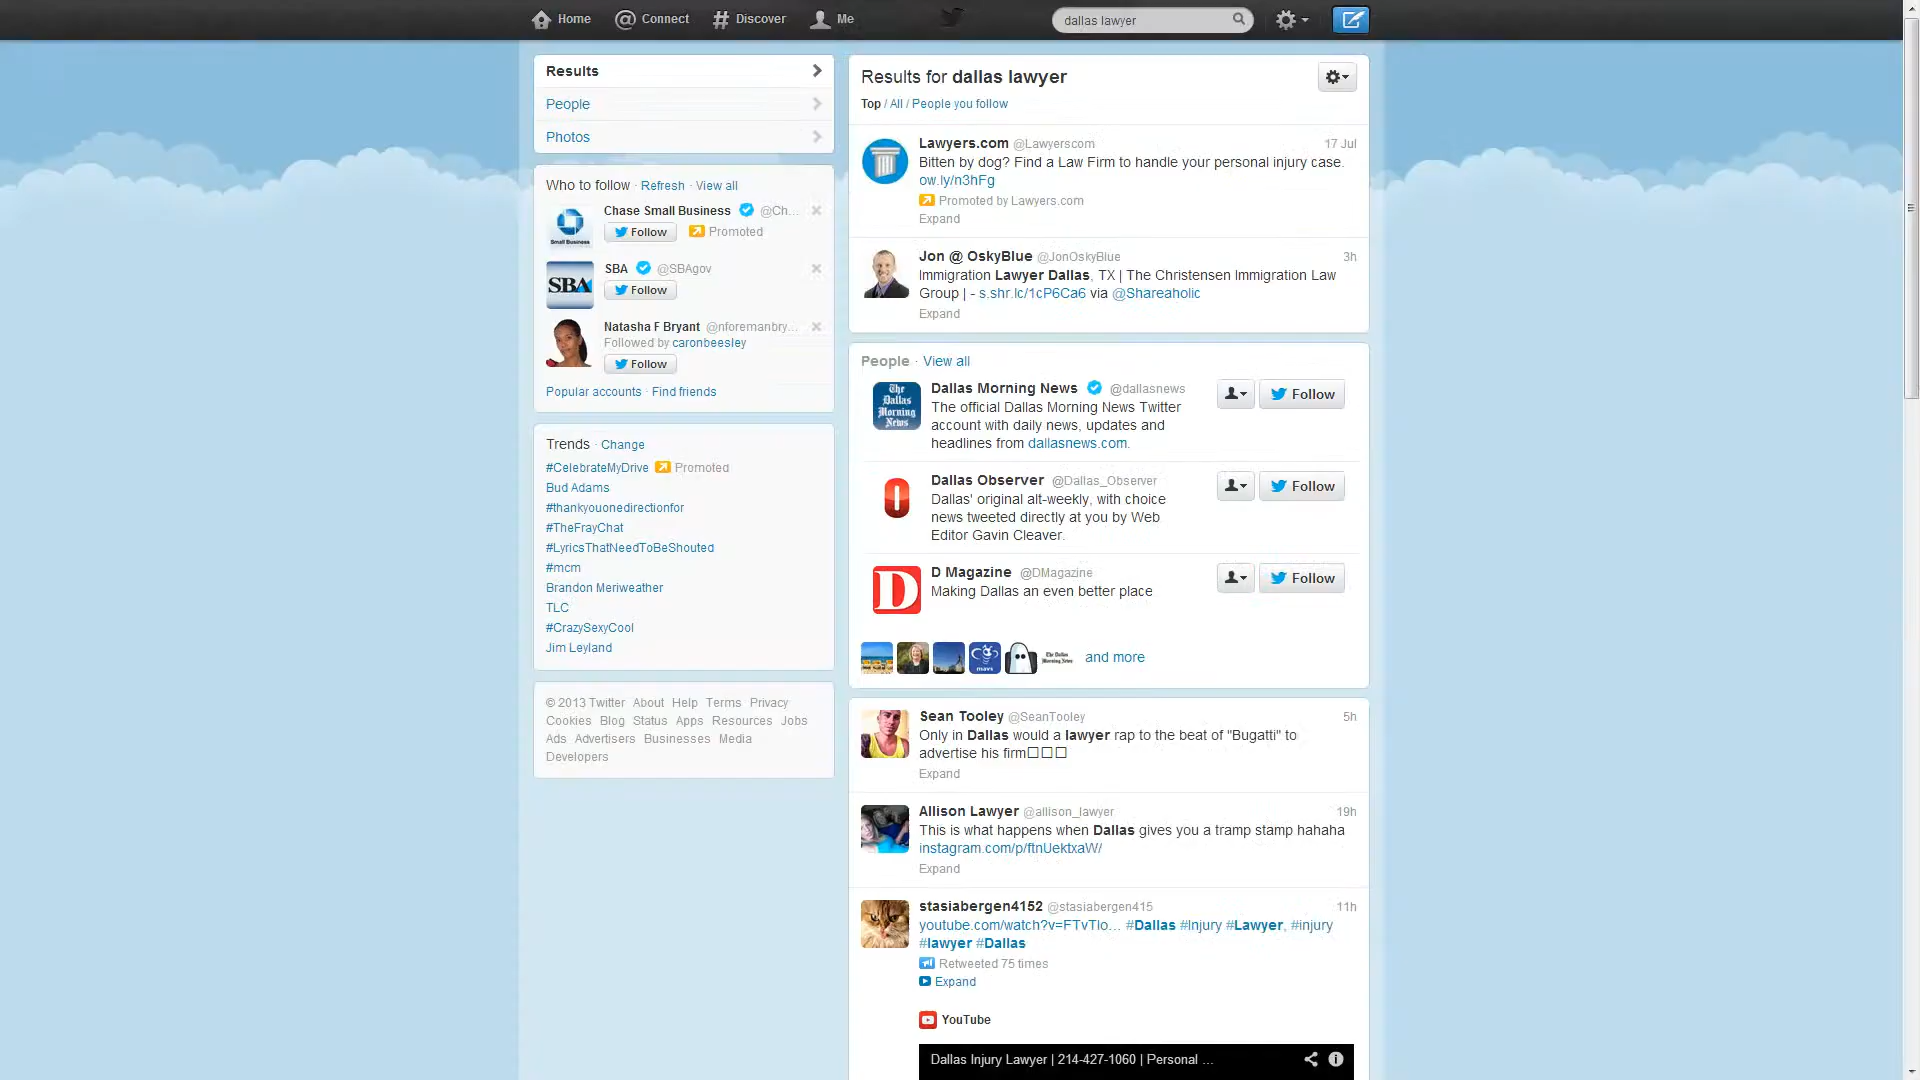 Home
Connect
Discover
Me
dallas lawyer
Results
People
Photos
Who to follow · Refresh · View all
Chase Small Business @Ch...
Small Business
Follow
Promoted
SBA @SBAgov
SBA
Follow
Natasha F Bryant @nforemanbry...
Followed by caronbeesley
Follow
Popular accounts · Find friends
Trends · Change
#CelebrateMyDrive Promoted
Bud Adams
#thankyouonedirectionfor
#TheFrayChat
#LyricsThatNeedToBeShouted
#mcm
Brandon Meriweather
TLC
#CrazySexyCool
Jim Leyland
© 2013 Twitter About Help Terms Privacy
Cookies Blog Status Apps Resources Jobs
Ads Advertisers Businesses Media
Developers
Results for dallas lawyer
Top / All / People you follow
Lawyers.com @Lawyerscom 17 Jul
Bitten by dog? Find a Law Firm to handle your personal injury case.
ow.ly/n3hFg
Promoted by Lawyers.com
Expand
Jon @ OskyBlue @JonOskyBlue 3h
Immigration Lawyer Dallas, TX | The Christensen Immigration Law
Group | - s.shr.lc/1cP6Ca6 via @Shareaholic
Expand
People · View all
The
Dallas
Morning
News
Dallas Morning News @dallasnews
Follow
The official Dallas Morning News Twitter
account with daily news, updates and
headlines from dallasnews.com.
Dallas Observer @Dallas_Observer
Follow
Dallas' original alt-weekly, with choice
news tweeted directly at you by Web
Editor Gavin Cleaver.
D
D Magazine @DMagazine
Follow
Making Dallas an even better place
mavs
The Dallas
Morning News
and more
Sean Tooley @SeanTooley 5h
Only in Dallas would a lawyer rap to the beat of "Bugatti" to
advertise his firm□□□
Expand
Allison Lawyer @allison_lawyer 19h
This is what happens when Dallas gives you a tramp stamp hahaha
instagram.com/p/ftnUektxaW/
Expand
stasiabergen4152 @stasiabergen415 11h
youtube.com/watch?v=FTvTlo... #Dallas #Injury #Lawyer, #injury
#lawyer #Dallas
Retweeted 75 times
Expand
YouTube
Dallas Injury Lawyer | 214-427-1060 | Personal ...